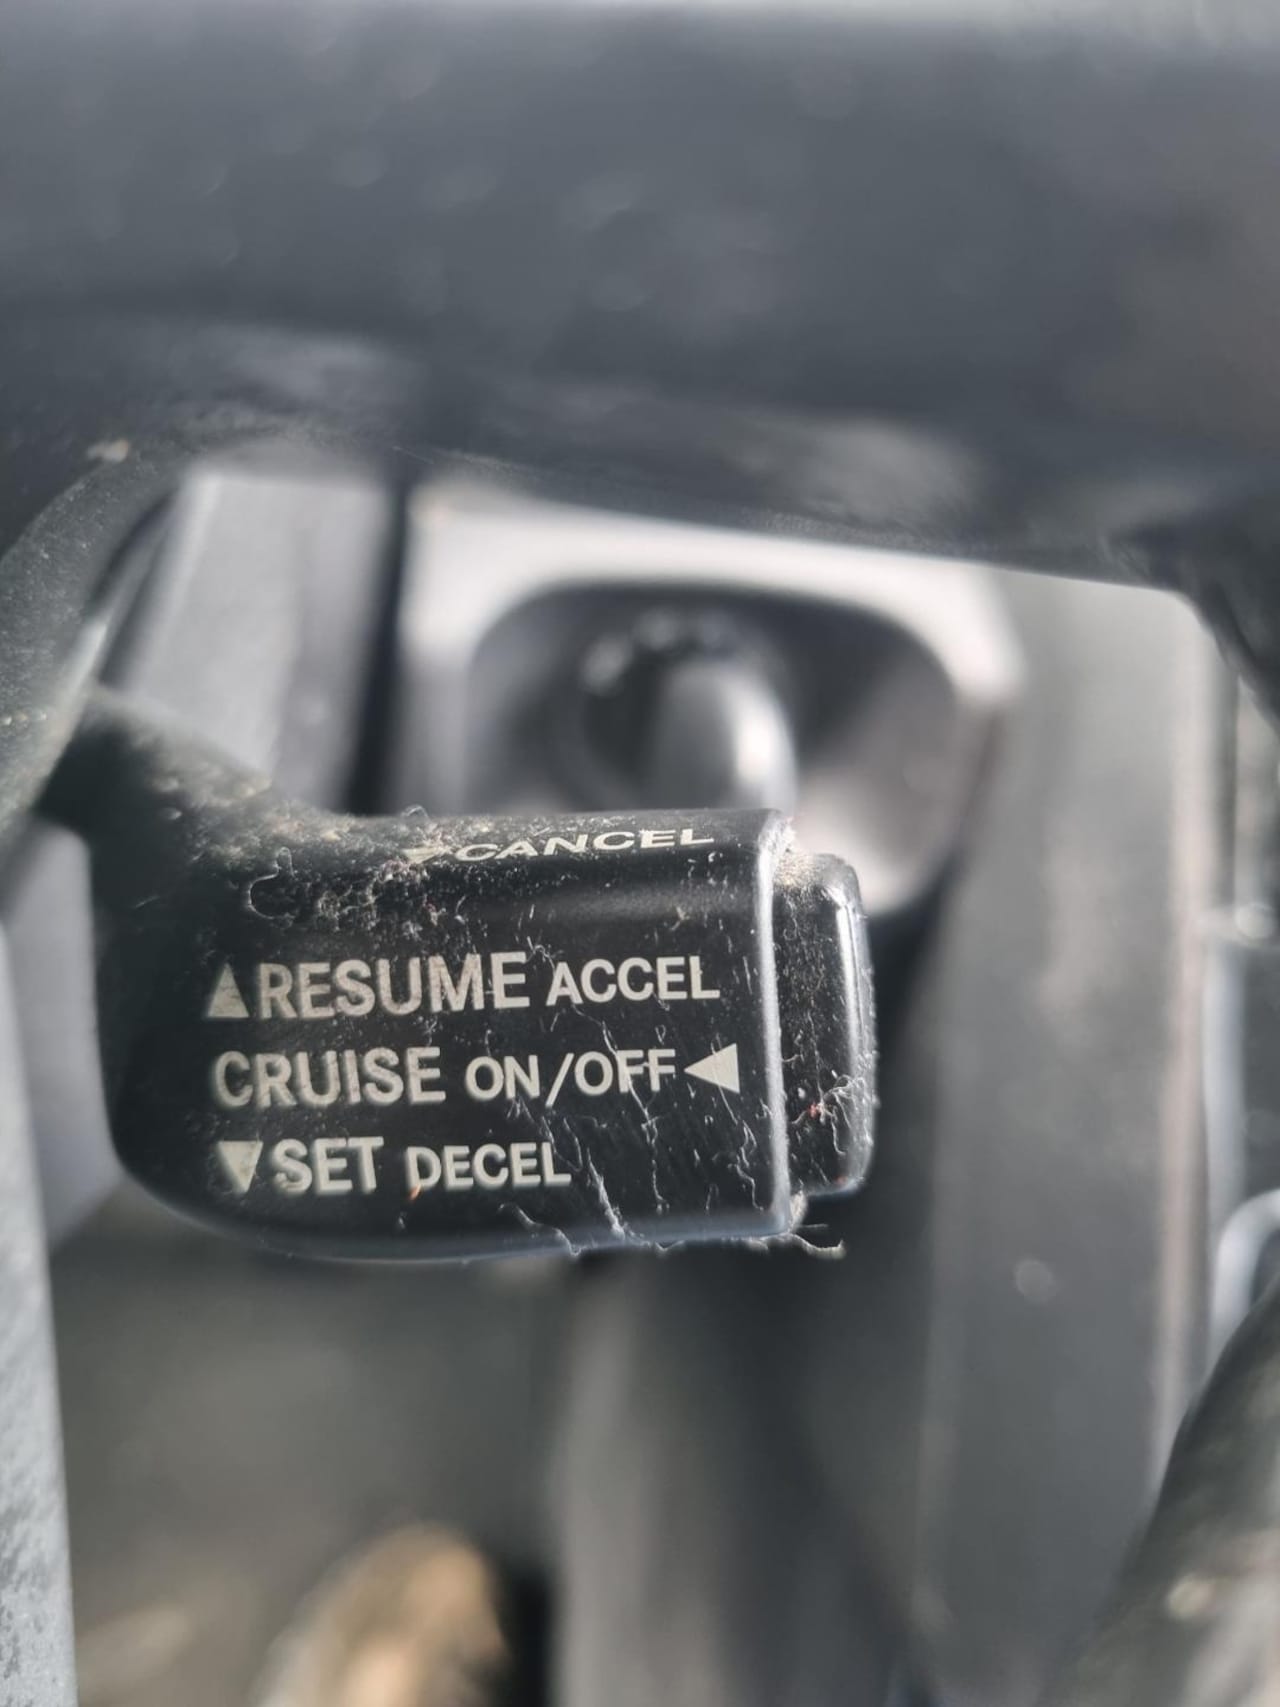 ▼CANCEL
▲RESUME ACCEL
CRUISE ON/OFF◀
▼SET DECEL